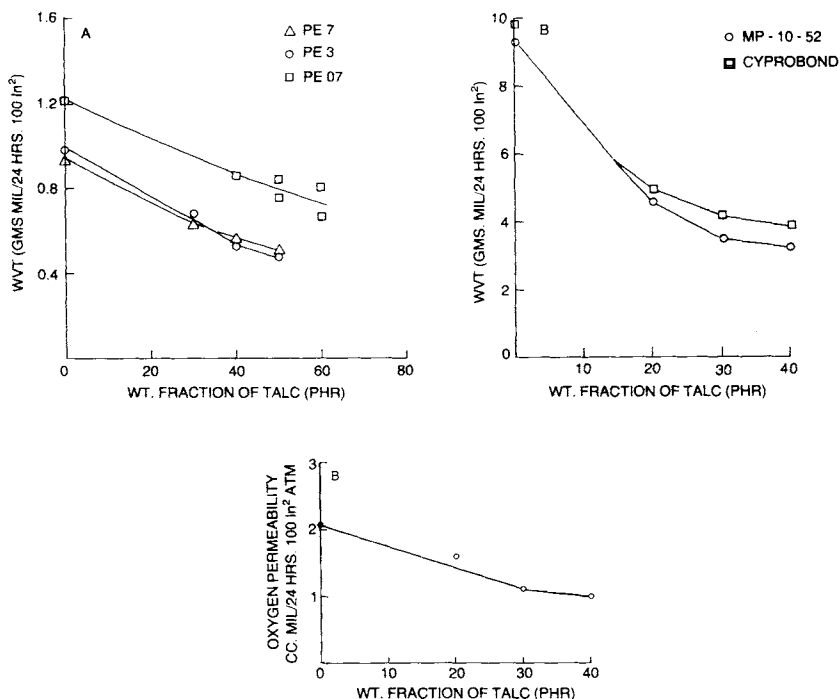 A
△ PE 7
○ PE 3
□ PE 07
1.6
1.2
0.8
0.4
0 20 40 60 80
WVT (GMS MIL/24 HRS. 100 In²)
WT. FRACTION OF TALC (PHR)
B
○ MP - 10 - 52
□ CYPROBOND
10
8
6
4
2
0
0 10 20 30 40
WVT (GMS. MIL/24 HRS. 100 In²)
WT. FRACTION OF TALC (PHR)
B
3
2
1
0 10 20 30 40
OXYGEN PERMEABILITY
CC. MIL/24 HRS. 100 In² ATM
WT. FRACTION OF TALC (PHR)